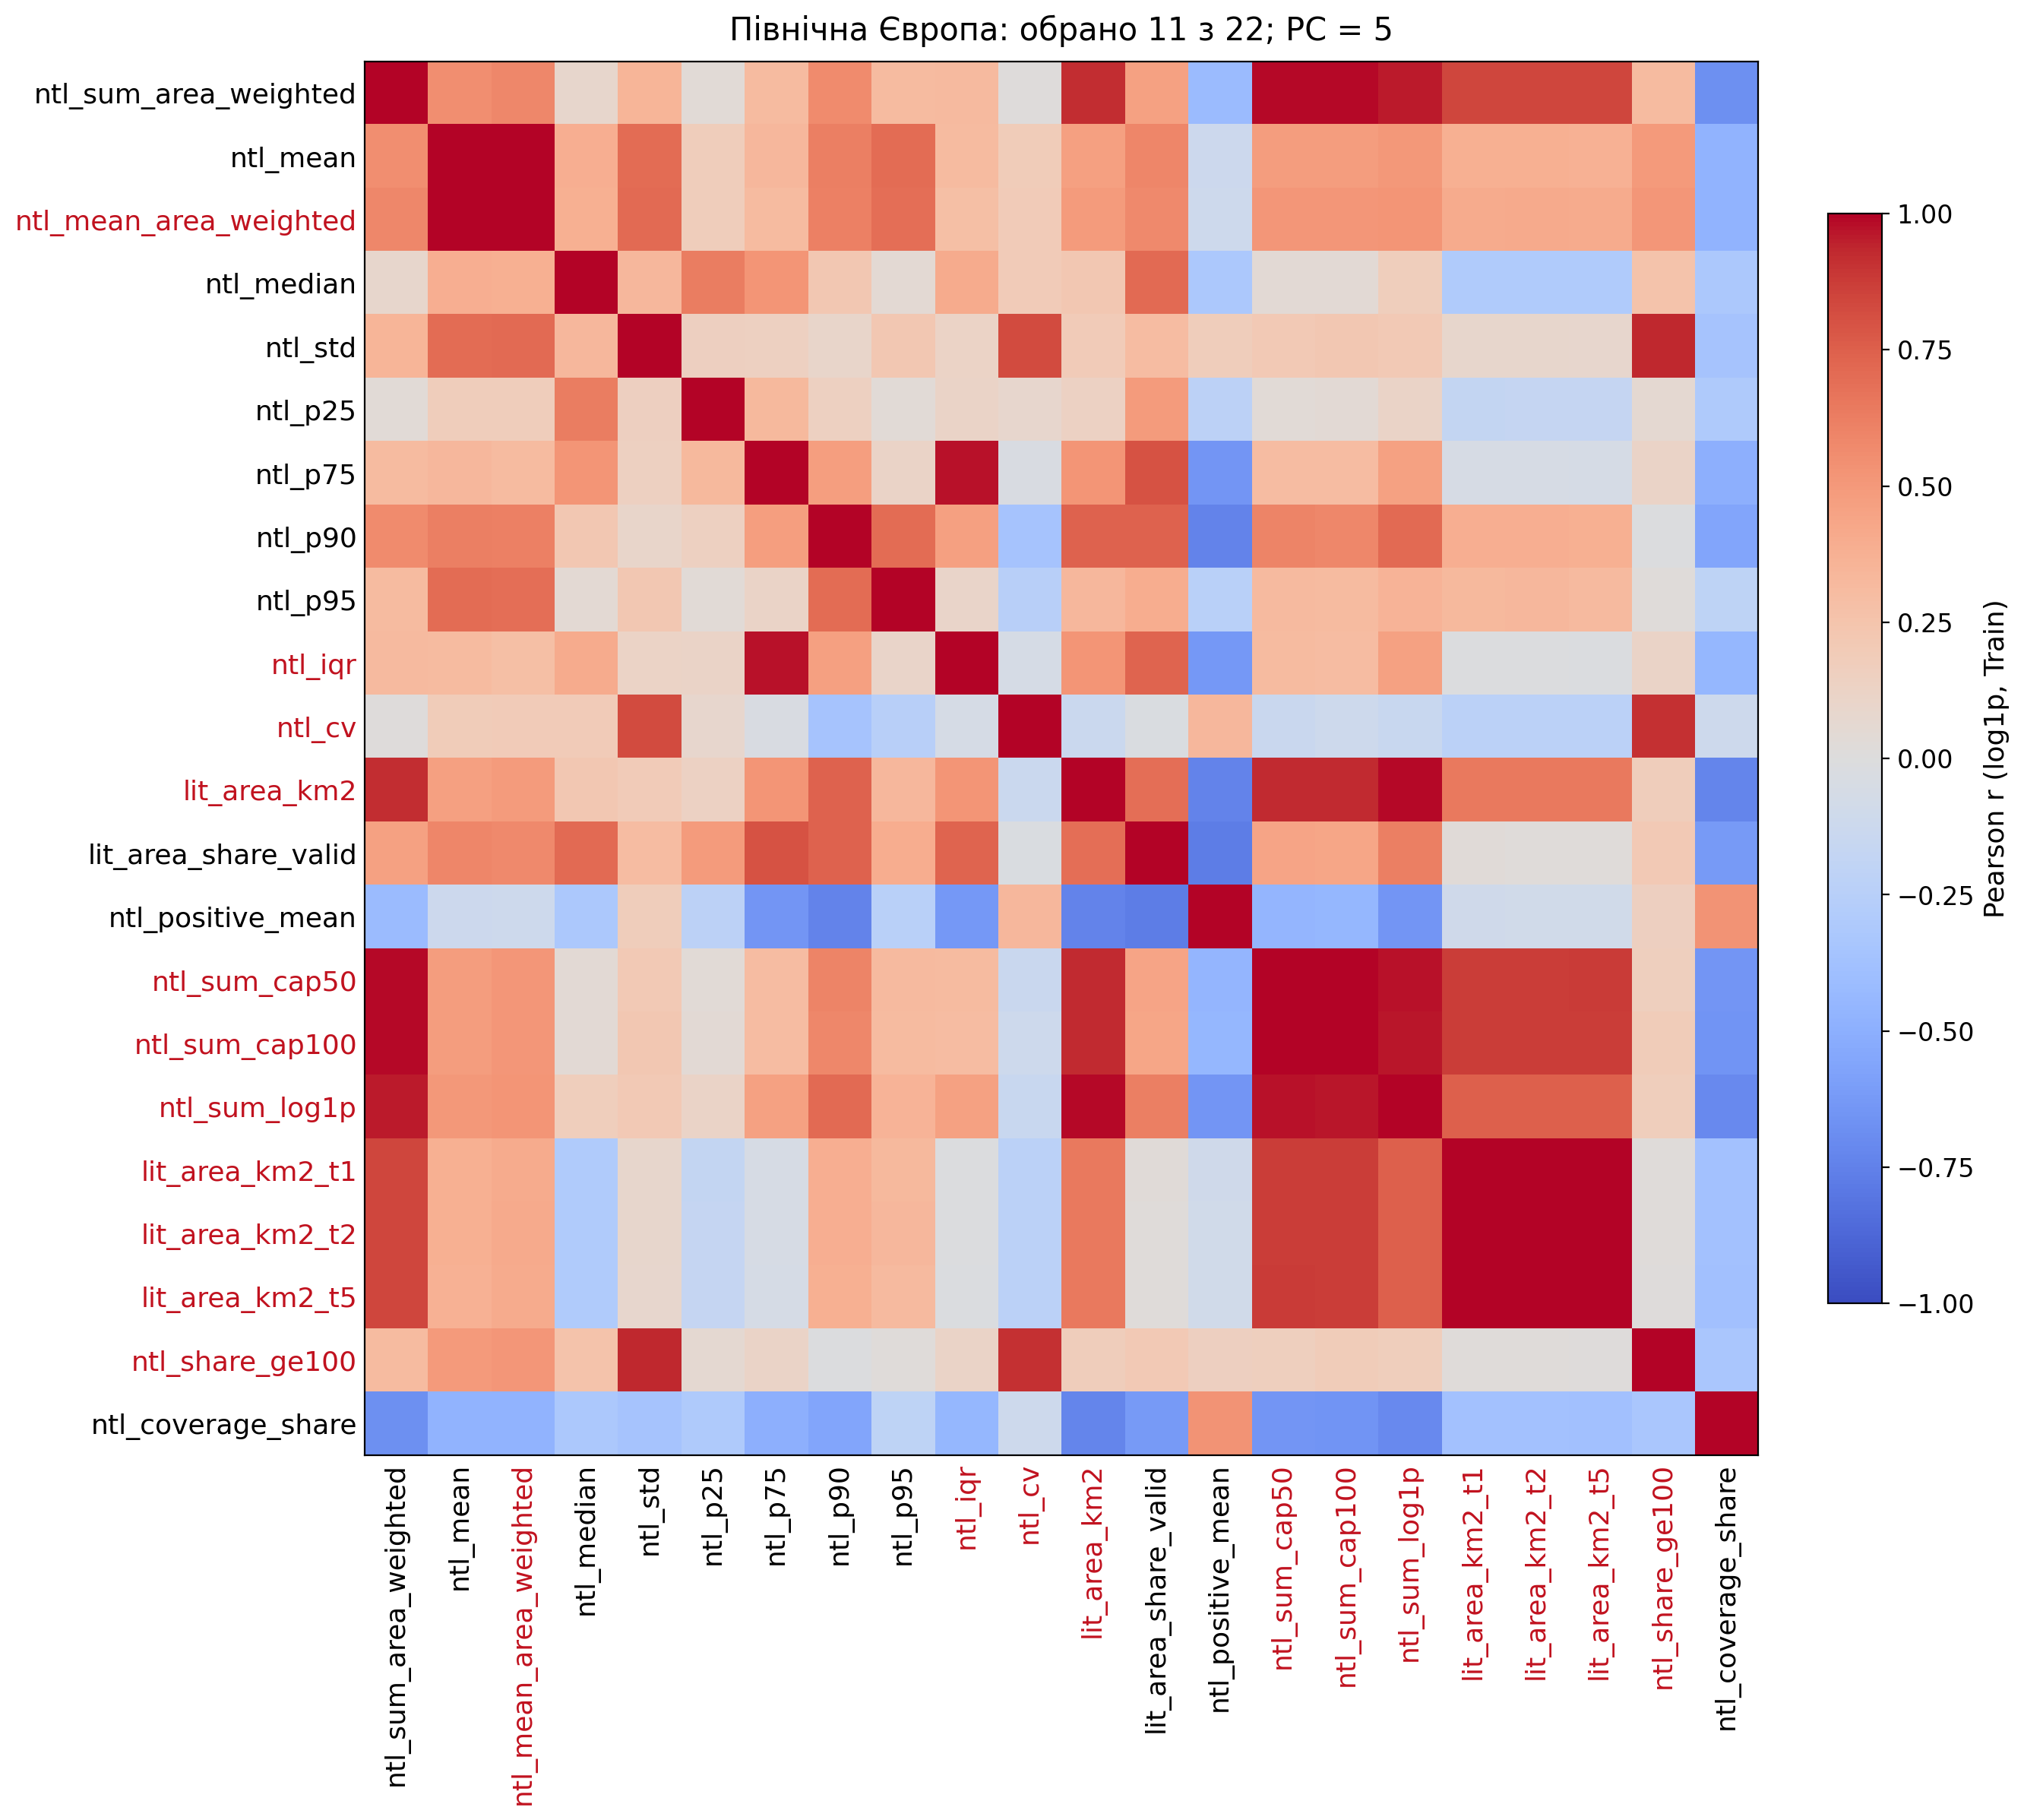 Північна Європа: обрано 11 з 22; PC = 5
ntl_sum_area_weighted
ntl_mean
ntl_mean_area_weighted
ntl_median
ntl_std
ntl_p25
ntl_p75
ntl_p90
ntl_p95
ntl_iqr
ntl_cv
lit_area_km2
lit_area_share_valid
ntl_positive_mean
ntl_sum_cap50
ntl_sum_cap100
ntl_sum_log1p
lit_area_km2_t1
lit_area_km2_t2
lit_area_km2_t5
ntl_share_ge100
ntl_coverage_share
ntl_sum_area_weighted
ntl_mean
ntl_mean_area_weighted
ntl_median
ntl_std
ntl_p25
ntl_p75
ntl_p90
ntl_p95
ntl_iqr
ntl_cv
lit_area_km2
lit_area_share_valid
ntl_positive_mean
ntl_sum_cap50
ntl_sum_cap100
ntl_sum_log1p
lit_area_km2_t1
lit_area_km2_t2
lit_area_km2_t5
ntl_share_ge100
ntl_coverage_share
1.00
0.75
0.50
0.25
0.00
−0.25
−0.50
−0.75
−1.00
Pearson r (log1p, Train)